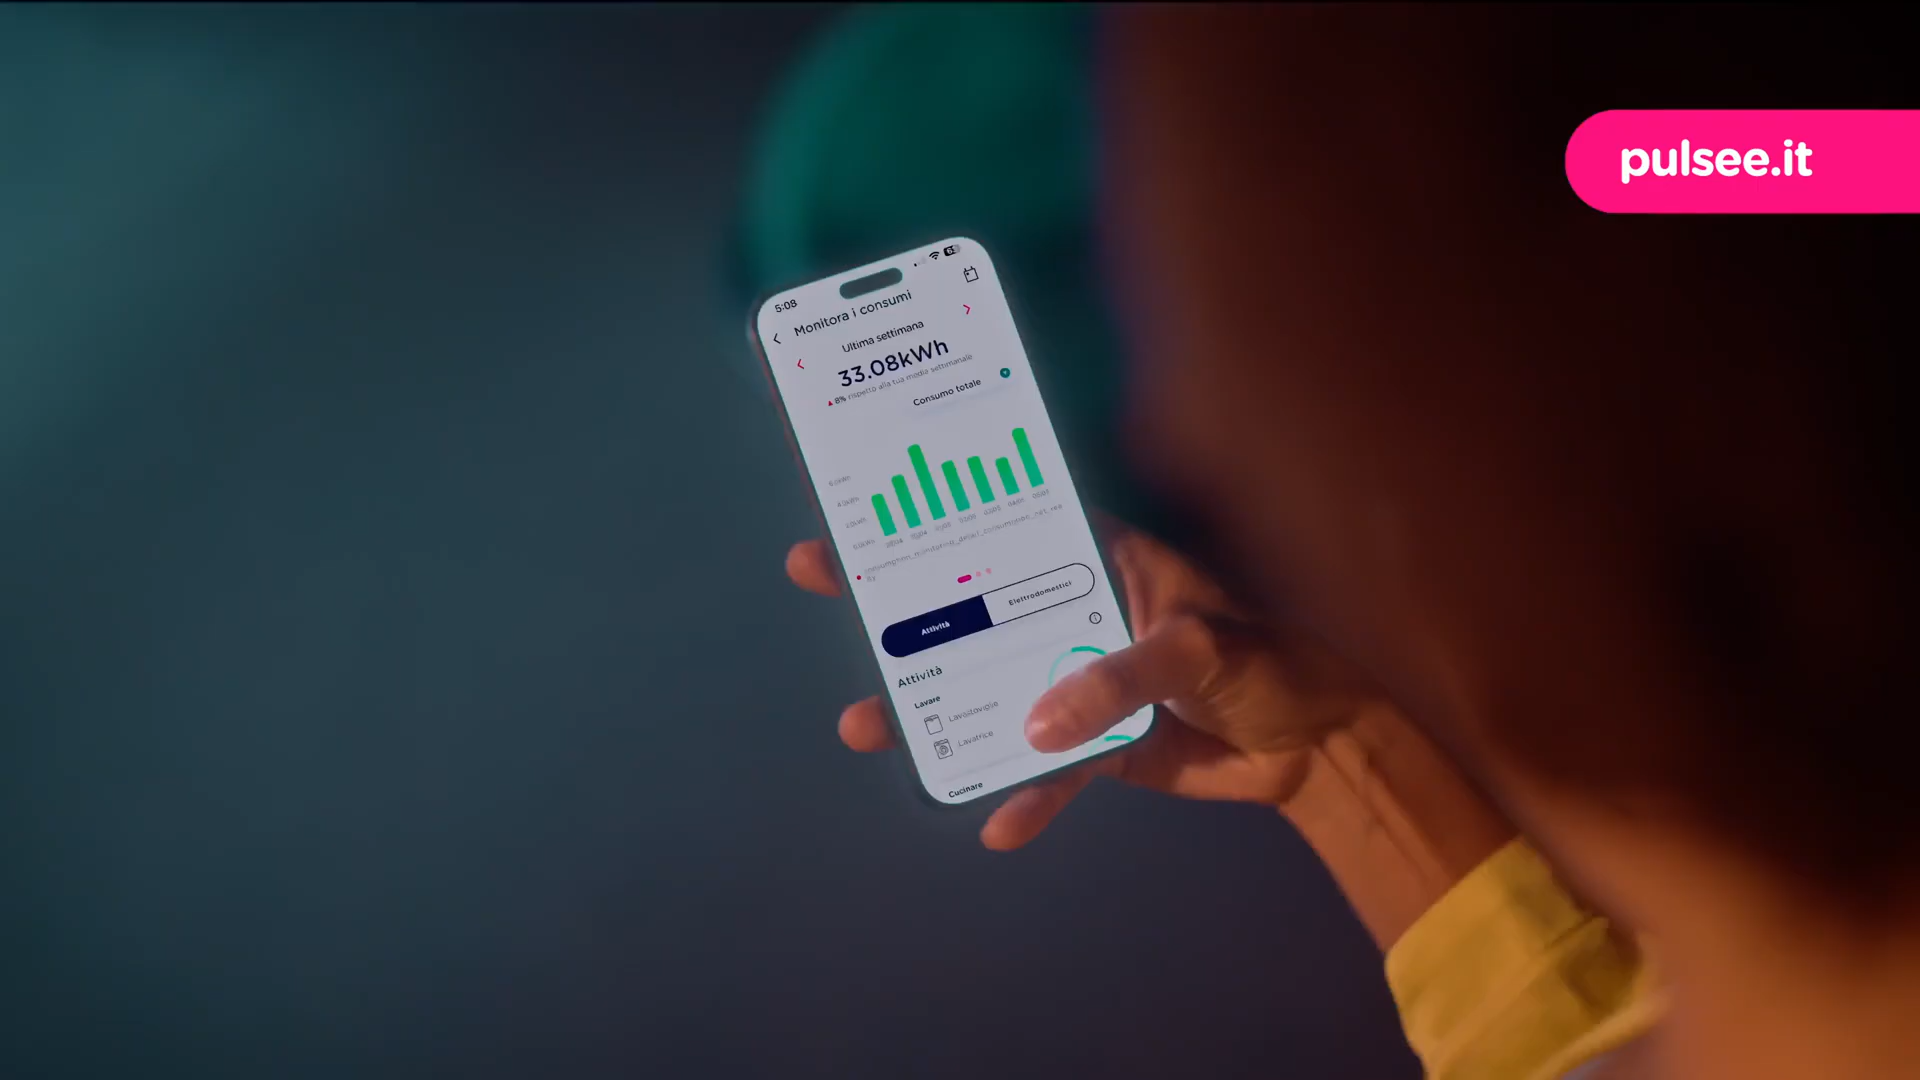 pulsee.it
5:08
Monitora i consumi
Ultima settimana
33.08kWh
8% rispetto alla tua media settimanale
Consumo totale
Attività
Elettrodomestici
Attività
Lavare
Lavastoviglie
Lavatrice
Cucinare